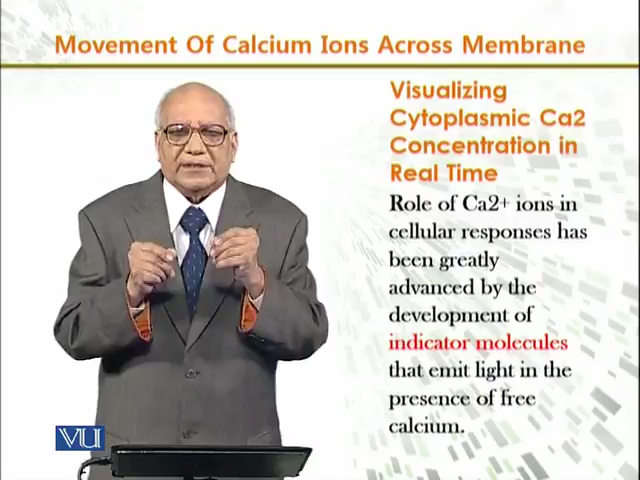 Movement Of Calcium Ions Across Membrane
Visualizing
Cytoplasmic Ca2
Concentration in
Real Time
Role of Ca2+ ions in
cellular responses has
been greatly
advanced by the
development of
indicator molecules
that emit light in the
presence of free
calcium.
VU